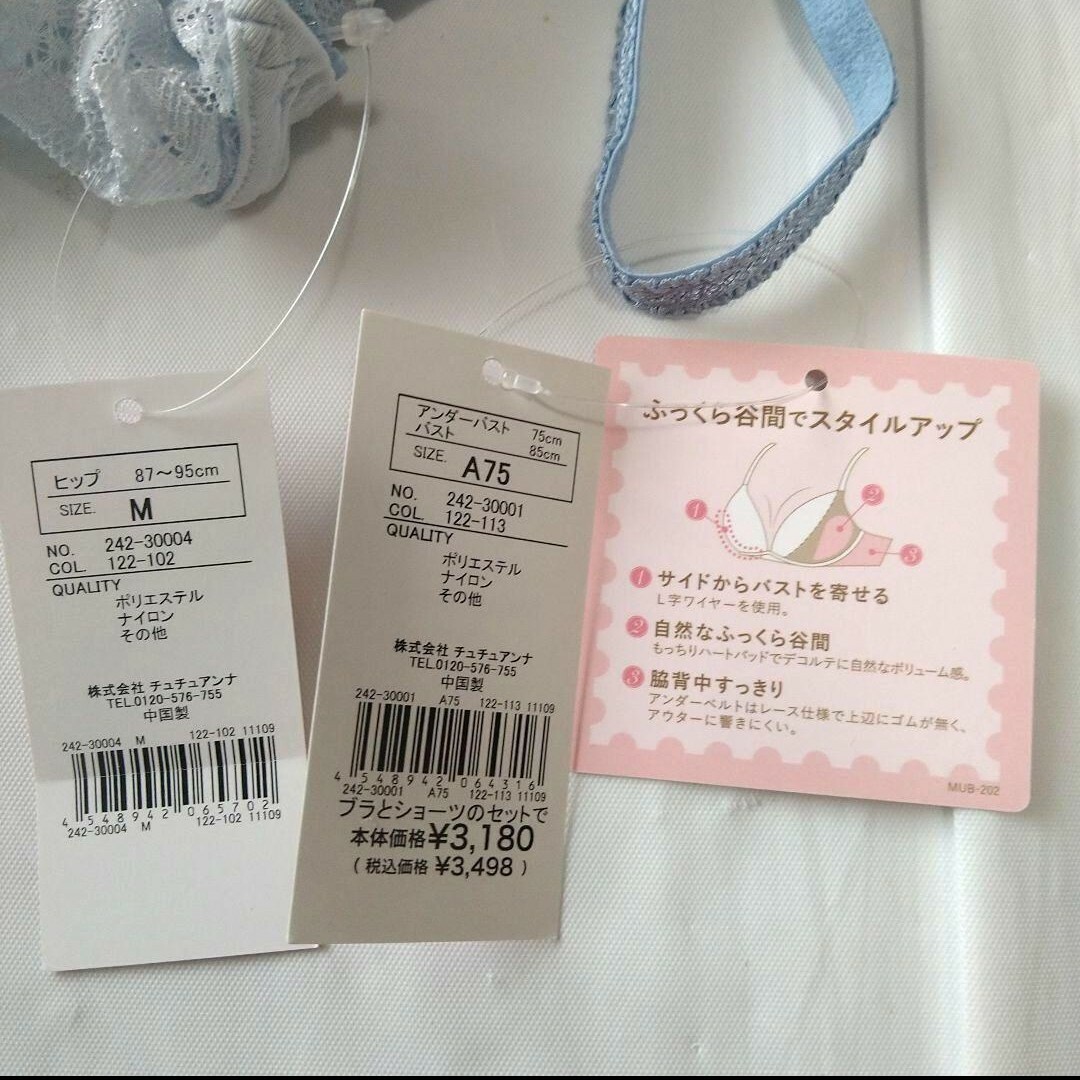 ヒップ 87～95cm
SIZE. M
NO. 242-30004
COL. 122-102
QUALITY
ポリエステル
ナイロン
その他
株式会社 チュチュアンナ
TEL.0120-576-755
中国製
242-30004 M 122-102 11109
4 548942 065702
242-30004 M 122-102 11109
アンダーバスト 75cm
バスト 85cm
SIZE. A75
NO. 242-30001
COL. 122-113
QUALITY
ポリエステル
ナイロン
その他
株式会社 チュチュアンナ
TEL.0120-576-755
中国製
242-30001 A75 122-113 11109
4 548942 064316
242-30001 A75 122-113 11109
ブラとショーツのセットで
本体価格¥3,180
( 税込価格 ¥3,498 )
ふっくら谷間でスタイルアップ
1 2 3
1 サイドからバストを寄せる
L字ワイヤーを使用。
2 自然なふっくら谷間
もっちりハートパッドでデコルテに自然なボリューム感。
3 脇背中すっきり
アンダーベルトはレース仕様で上辺にゴムが無く、
アウターに響きにくい。
MUB-202